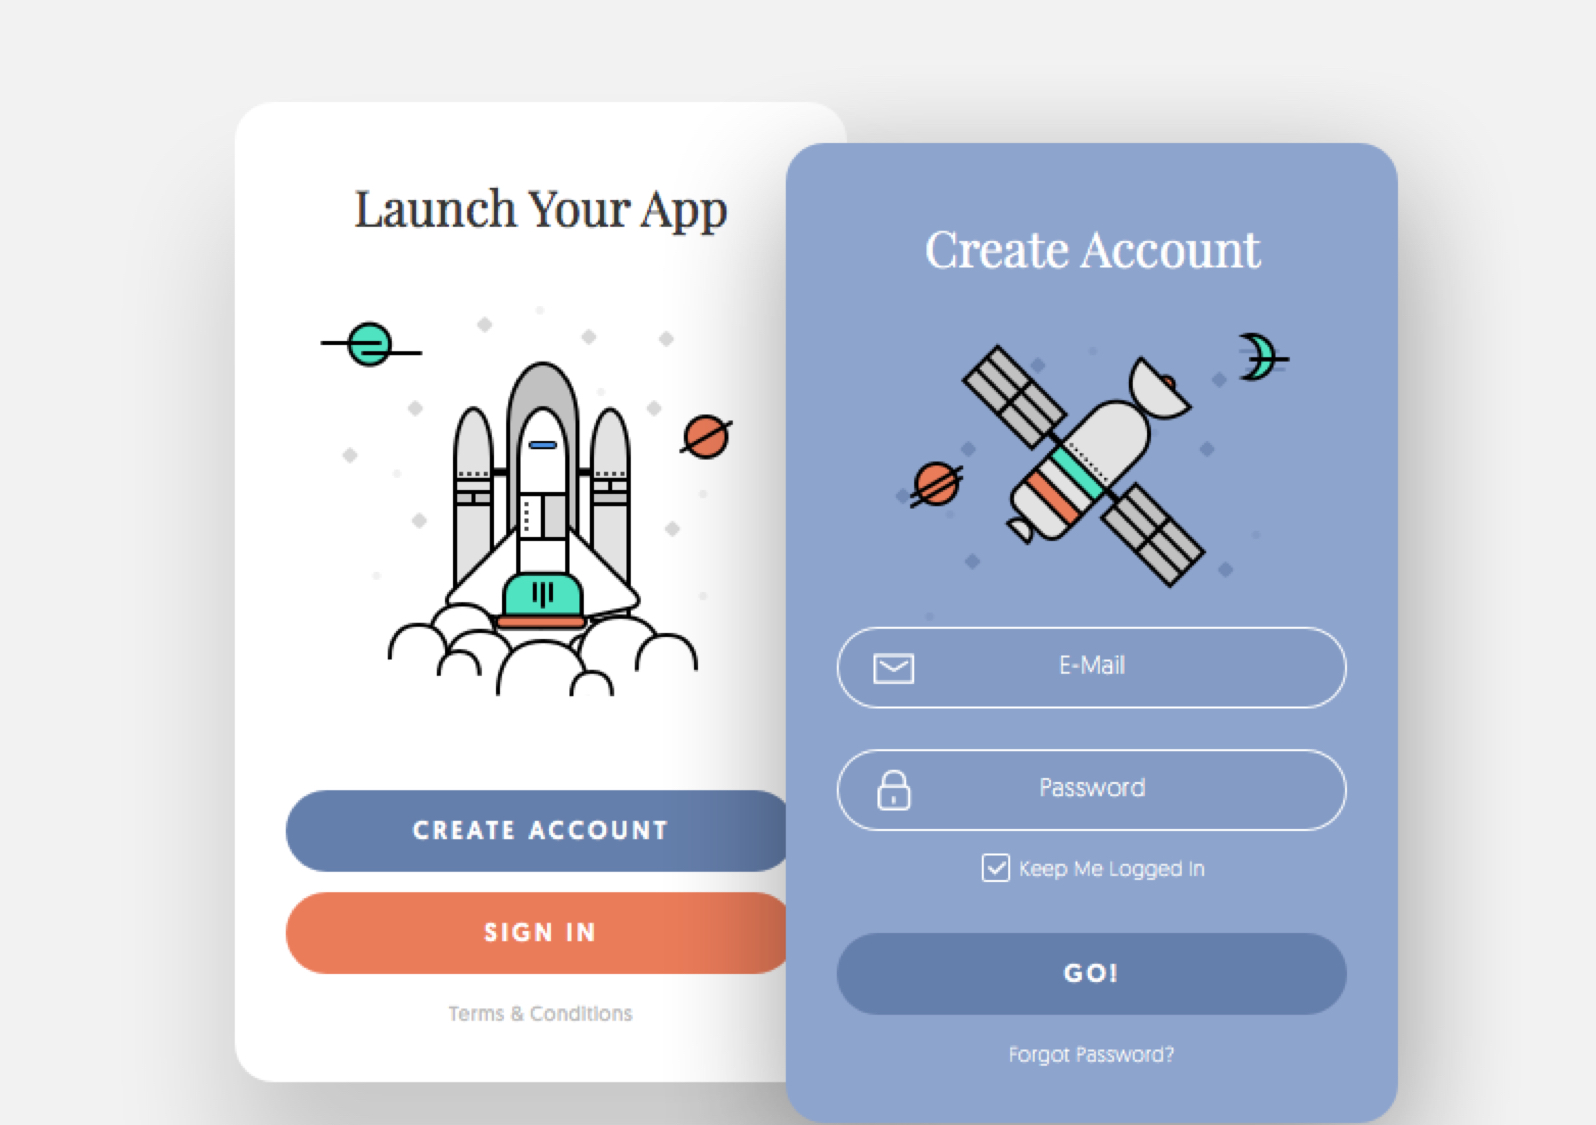 Launch Your App
CREATE ACCOUNT
SIGN IN
Terms & Conditions
Create Account
E-Mail
Password
Keep Me Logged In
GO!
Forgot Password?